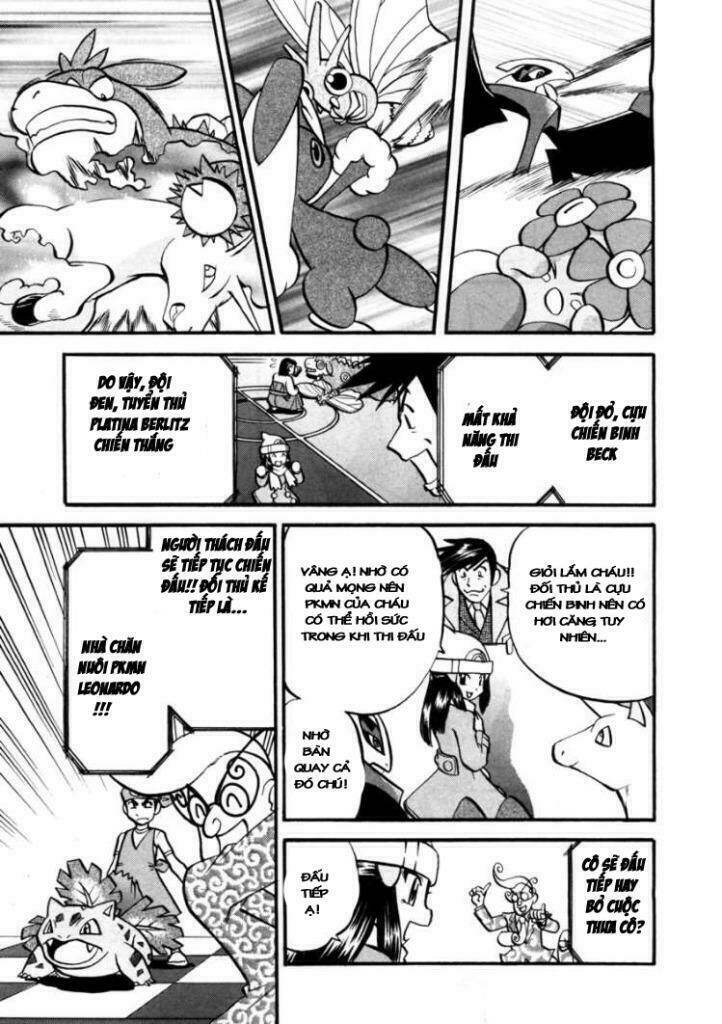 ĐỘI ĐỎ, CỰU
CHIẾN BINH
BECK
MẤT KHẢ
NĂNG THI
ĐẤU
DO VẬY, ĐỘI
ĐEN, TUYỂN THỦ
PLATINA BERLITZ
CHIẾN THẮNG
GIỎI LẮM CHÁU!!
ĐỐI THỦ LÀ CỰU
CHIẾN BINH NÊN CÓ
HƠI CĂNG, TUY
NHIÊN...
VÂNG Ạ! NHỜ CÓ
QUẢ MỌNG NÊN
PKMN CỦA CHÁU
CÓ THỂ HỒI SỨC
TRONG KHI THI ĐẤU
NHỜ
BÀN
QUAY CẢ
ĐÓ CHÚ!
CÔ SẼ ĐẤU
TIẾP HAY
BỎ CUỘC
THƯA CÔ?
ĐẤU
TIẾP
Ạ!
NGƯỜI THÁCH ĐẤU
SẼ TIẾP TỤC CHIẾN
ĐẤU!! ĐỐI THỦ KẾ
TIẾP LÀ...
NHÀ CHĂN
NUÔI PKMN
LEONARDO
!!!